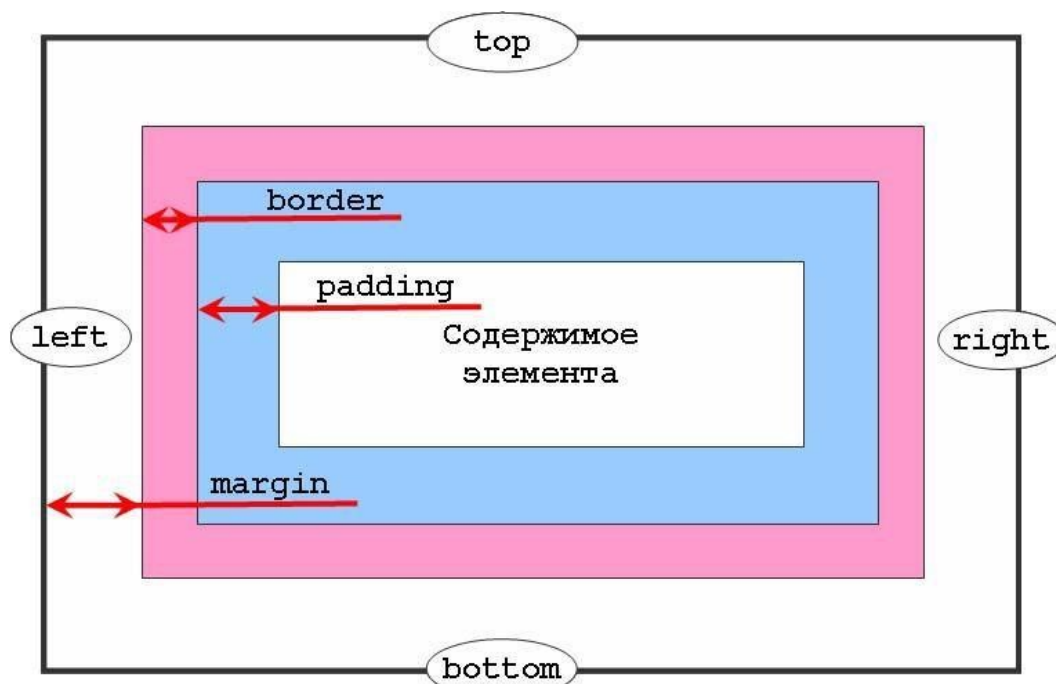 top
border
padding
left
right
Содержимое
элемента
margin
bottom